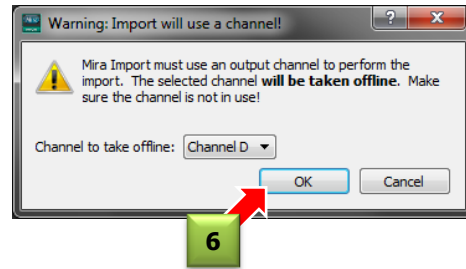 Warning: Import will use a channel!
Mira Import must use an output channel to perform the
import. The selected channel will be taken offline. Make
sure the channel is not in use!
Channel to take offline: Channel D
OK Cancel
6